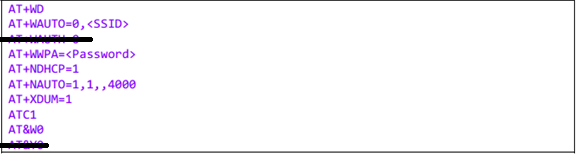 AT+WD
AT+WAUTO=0,<SSID>
AT+WWPA=<Password>
AT+NDHCP=1
AT+NAUTO=1,1,,4000
AT+XDUM=1
ATC1
AT&W0